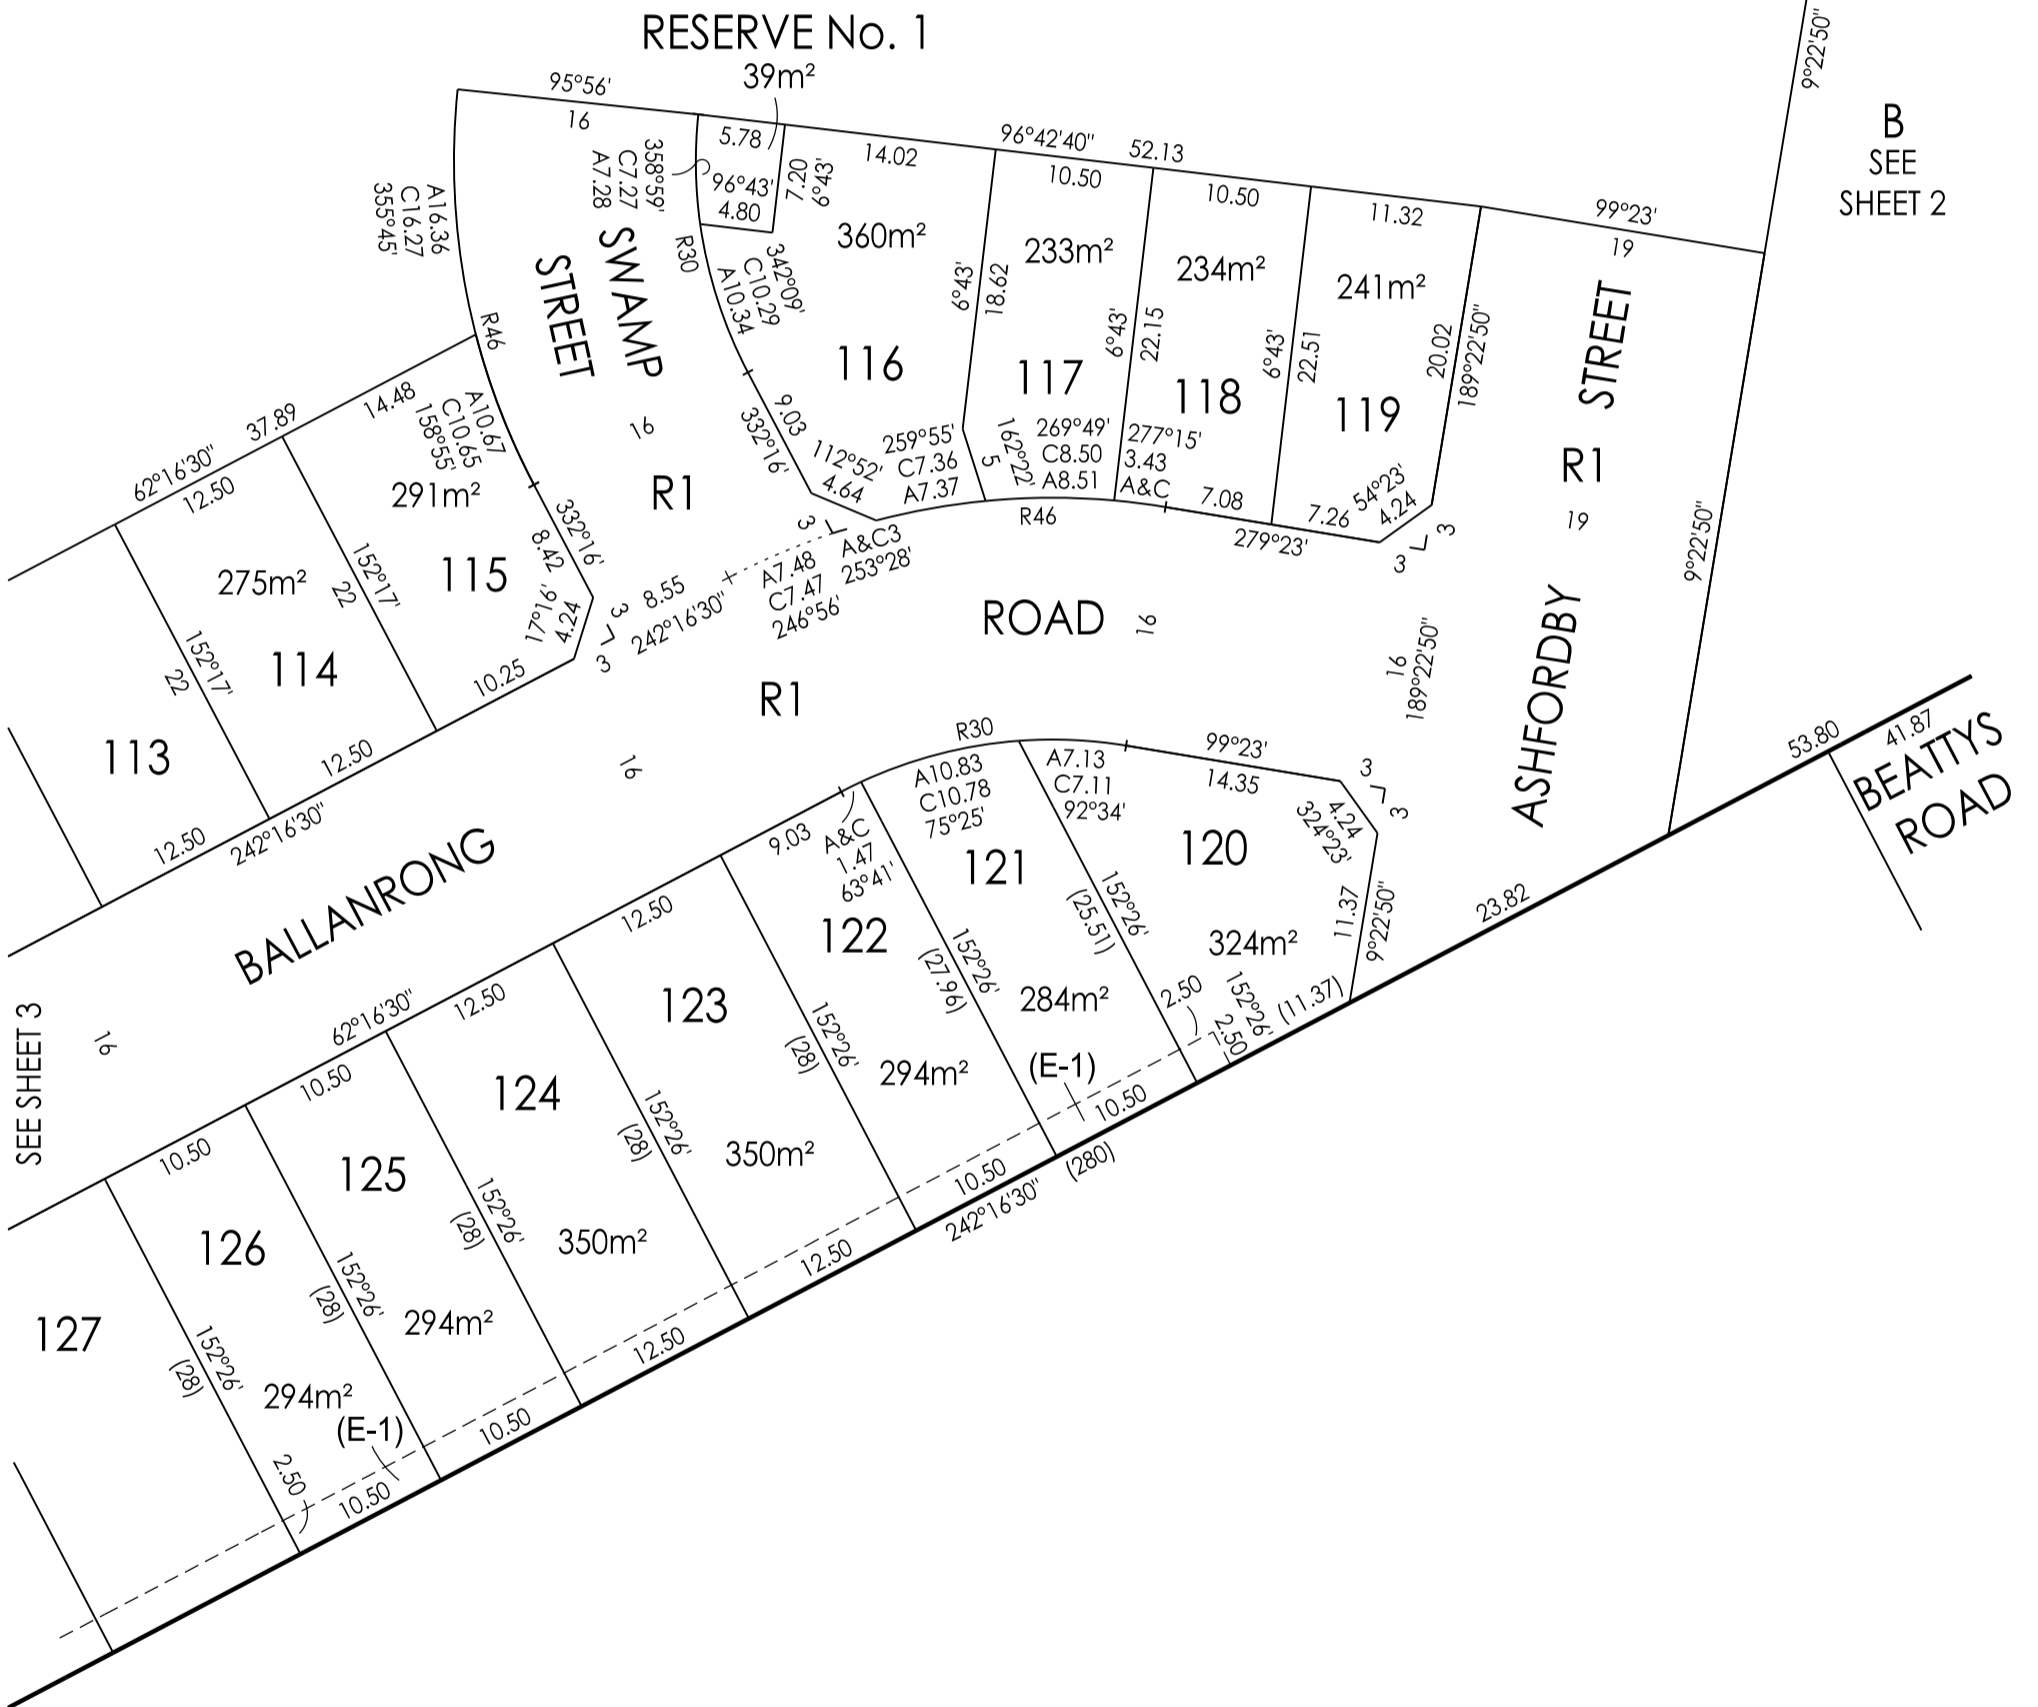 RESERVE No. 1
39m²
95°56'
16
5.78
96°43'
4.80
7.20
6°43'
358°59'
C7.27
A7.28
14.02
96°42'40"
52.13
10.50
10.50
11.32
99°23'
19
9°22'50"
B
SEE
SHEET 2
A16.36
C16.27
355°45'
SWAMP
STREET
R30
342°09'
C10.29
A10.34
360m²
116
6°43'
18.62
233m²
117
6°43'
22.15
234m²
118
6°43'
22.51
241m²
119
20.02
189°22'50"
STREET
R1
19
9°22'50"
R46
14.48
37.89
62°16'30"
12.50
A10.67
C10.65
158°55'
291m²
115
332°16'
8.42
17°16'
4.24
3
3
16
R1
9.03
332°16'
112°52'
4.64
259°55'
C7.36
A7.37
162°22'
5
269°49'
C8.50
A8.51
277°15'
3.43
A&C
7.08
7.26
54°23'
4.24
3
3
R46
279°23'
3
A&C3
253°28'
A7.48
C7.47
246°56'
8.55
242°16'30"
275m²
114
152°17'
22
152°17'
22
10.25
12.50
113
12.50
242°16'30"
ROAD
16
R1
16
16
189°22'50"
ASHFORDBY
BALLANRONG
R30
A10.83
C10.78
75°25'
A7.13
C7.11
92°34'
99°23'
14.35
3
3
4.24
324°23'
120
324m²
11.37
9°22'50"
53.80
41.87
BEATTYS
ROAD
23.82
(11.37)
9.03
A&C
1.47
63°41'
121
284m²
152°26'
(25.51)
2.50
152°26'
2.50
(E-1)
10.50
122
294m²
152°26'
(27.96)
10.50
242°16'30"
(280)
12.50
123
350m²
152°26'
(28)
12.50
12.50
124
350m²
152°26'
(28)
12.50
62°16'30"
10.50
125
294m²
152°26'
(28)
10.50
10.50
126
294m²
152°26'
(28)
(E-1)
10.50
127
152°26'
(28)
2.50
SEE SHEET 3
16